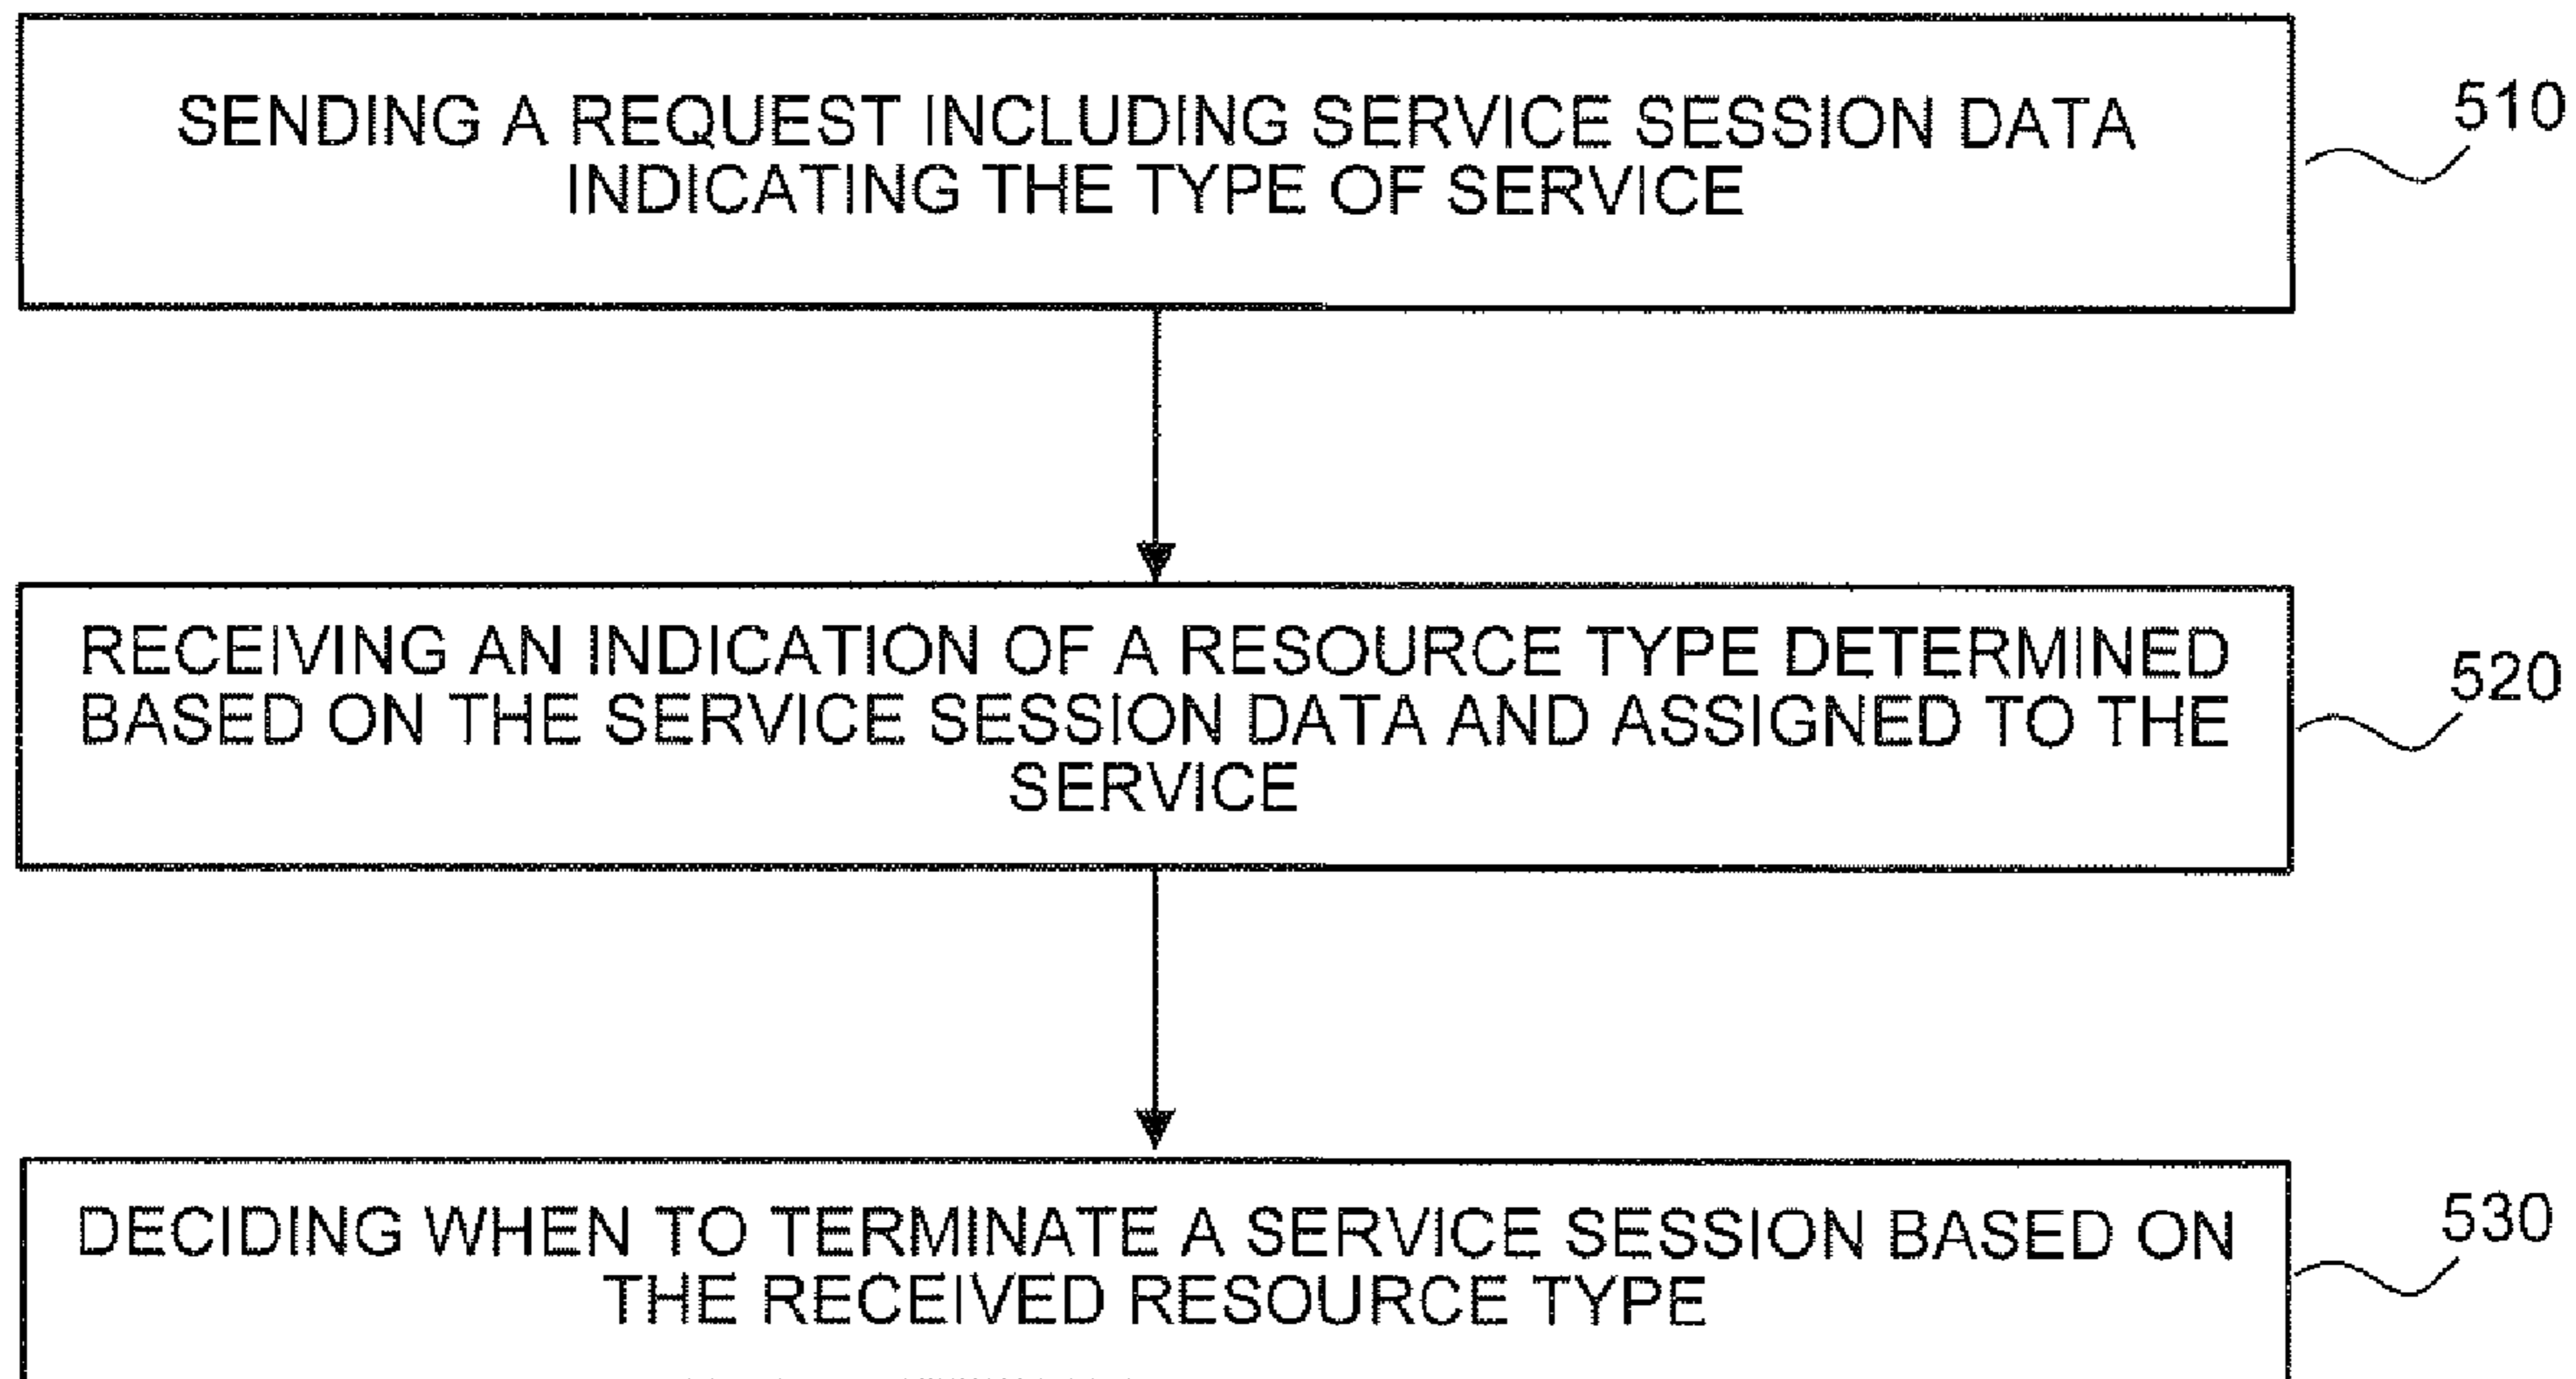 SENDING A REQUEST INCLUDING SERVICE SESSION DATA
INDICATING THE TYPE OF SERVICE
510
RECEIVING AN INDICATION OF A RESOURCE TYPE DETERMINED
BASED ON THE SERVICE SESSION DATA AND ASSIGNED TO THE
SERVICE
520
DECIDING WHEN TO TERMINATE A SERVICE SESSION BASED ON
THE RECEIVED RESOURCE TYPE
530